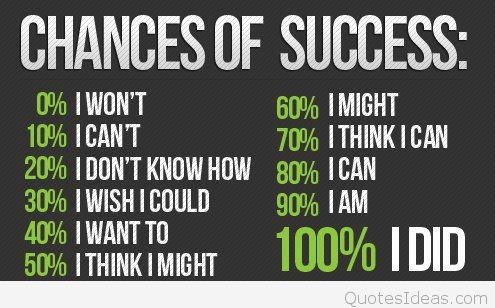 CHANCES OF SUCCESS:
0% I WON'T
10% I CAN'T
20% I DON'T KNOW HOW
30% I WISH I COULD
40% I WANT TO
50% I THINK I MIGHT
60% I MIGHT
70% I THINK I CAN
80% I CAN
90% I AM
100% I DID
QuotesIdeas.com